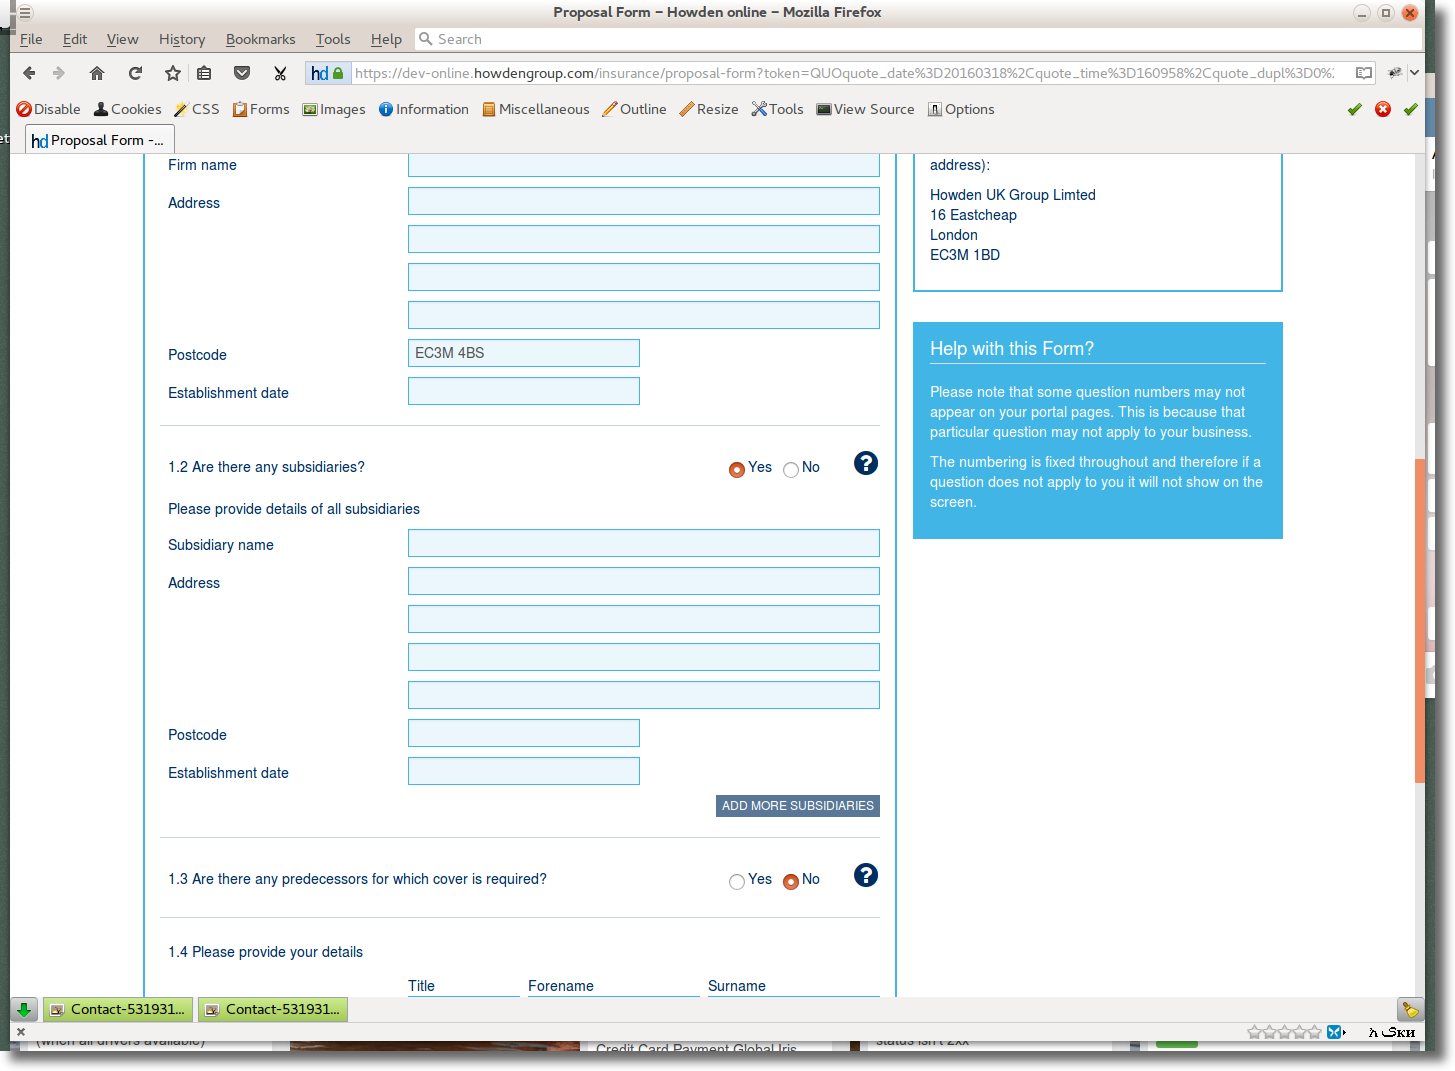 Proposal Form – Howden online – Mozilla Firefox
File Edit View History Bookmarks Tools Help Search
hd https://dev-online.howdengroup.com/insurance/proposal-form?token=QUOquote_date%3D20160318%2Cquote_time%3D160958%2Cquote_dupl%3D0%2
Disable Cookies CSS Forms Images Information Miscellaneous Outline Resize Tools View Source Options
hd Proposal Form -...
Firm name
Address
Postcode EC3M 4BS
Establishment date
1.2 Are there any subsidiaries? Yes No ?
Please provide details of all subsidiaries
Subsidiary name
Address
Postcode
Establishment date
ADD MORE SUBSIDIARIES
1.3 Are there any predecessors for which cover is required? Yes No ?
1.4 Please provide your details
Title Forename Surname
address):
Howden UK Group Limted
16 Eastcheap
London
EC3M 1BD
Help with this Form?
Please note that some question numbers may not
appear on your portal pages. This is because that
particular question may not apply to your business.
The numbering is fixed throughout and therefore if a
question does not apply to you it will not show on the
screen.
Contact-531931... Contact-531931...
(when all drivers available)
Credit Card Payment Global Iris
status isn't 2xx